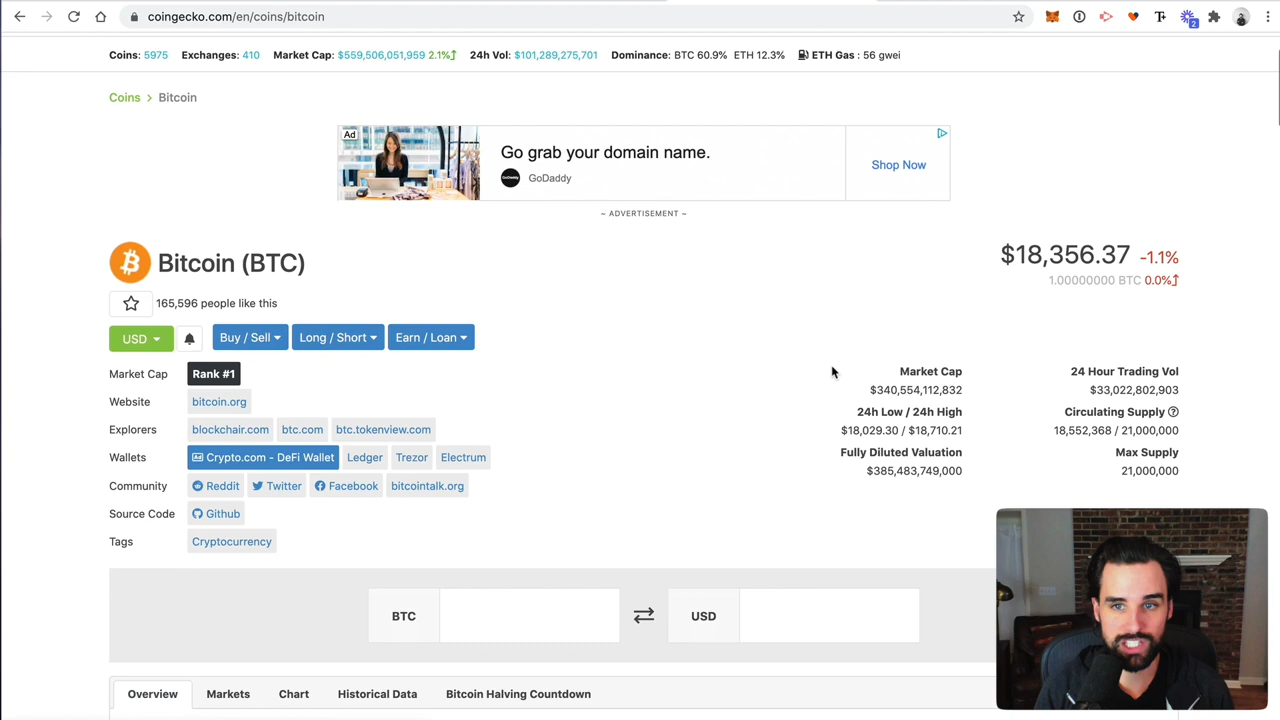 coingecko.com/en/coins/bitcoin
2
Coins: 5975 Exchanges: 410 Market Cap: $559,506,051,959 2.1% 24h Vol: $101,289,275,701 Dominance: BTC 60.9% ETH 12.3% ETH Gas : 56 gwei
Coins > Bitcoin
Ad
Go grab your domain name.
GoDaddy
GoDaddy
Shop Now
– ADVERTISEMENT –
Bitcoin (BTC)
$18,356.37 -1.1%
1.00000000 BTC 0.0%
165,596 people like this
USD Buy / Sell Long / Short Earn / Loan
Market Cap Rank #1
Website bitcoin.org
Explorers blockchair.com btc.com btc.tokenview.com
Wallets Ad Crypto.com - DeFi Wallet Ledger Trezor Electrum
Community Reddit Twitter Facebook bitcointalk.org
Source Code Github
Tags Cryptocurrency
Market Cap 24 Hour Trading Vol
$340,554,112,832 $33,022,802,903
24h Low / 24h High Circulating Supply ?
$18,029.30 / $18,710.21 18,552,368 / 21,000,000
Fully Diluted Valuation Max Supply
$385,483,749,000 21,000,000
BTC USD
Overview Markets Chart Historical Data Bitcoin Halving Countdown